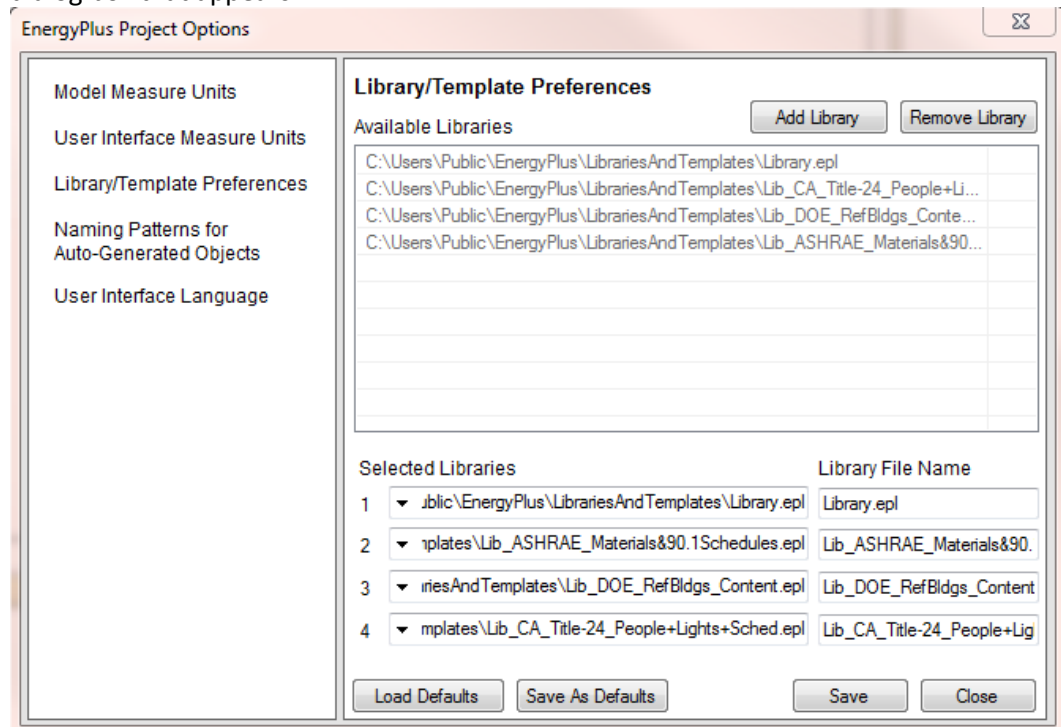 EnergyPlus Project Options
Model Measure Units
User Interface Measure Units
Library/Template Preferences
Naming Patterns for
Auto-Generated Objects
User Interface Language
Library/Template Preferences
Available Libraries
Add Library
Remove Library
C:\Users\Public\EnergyPlus\LibrariesAndTemplates\Library.epl
C:\Users\Public\EnergyPlus\LibrariesAndTemplates\Lib_CA_Title-24_People+Li...
C:\Users\Public\EnergyPlus\LibrariesAndTemplates\Lib_DOE_RefBldgs_Conte...
C:\Users\Public\EnergyPlus\LibrariesAndTemplates\Lib_ASHRAE_Materials&90...
Selected Libraries
Library File Name
1 ublic\EnergyPlus\LibrariesAndTemplates\Library.epl Library.epl
2 nplates\Lib_ASHRAE_Materials&90.1Schedules.epl Lib_ASHRAE_Materials&90.
3 riesAndTemplates\Lib_DOE_RefBldgs_Content.epl Lib_DOE_RefBldgs_Content
4 mplates\Lib_CA_Title-24_People+Lights+Sched.epl Lib_CA_Title-24_People+Lig
Load Defaults
Save As Defaults
Save
Close